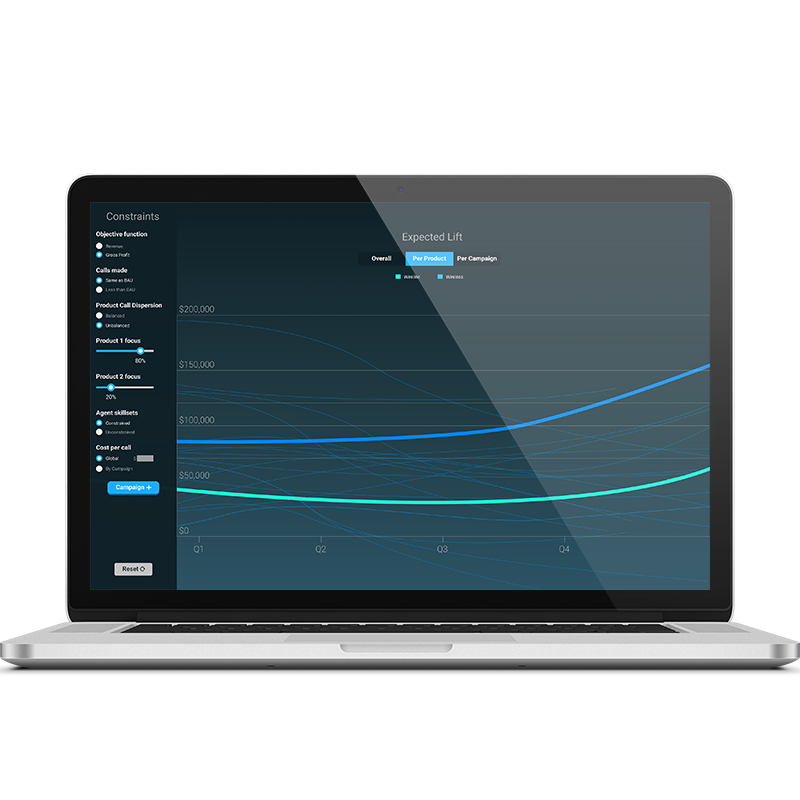 Constraints
Objective function
Revenue
Gross Profit
Calls made
Same as BAU
Less than BAU
Product Call Dispersion
Balanced
Unbalanced
Product 1 focus
80%
Product 2 focus
20%
Agent skillsets
Constrained
Unconstrained
Cost per call
Global $
By Campaign
Campaign +
Reset
Expected Lift
Overall Per Product Per Campaign
Wireline Wireless
$200,000
$150,000
$100,000
$50,000
$0
Q1 Q2 Q3 Q4